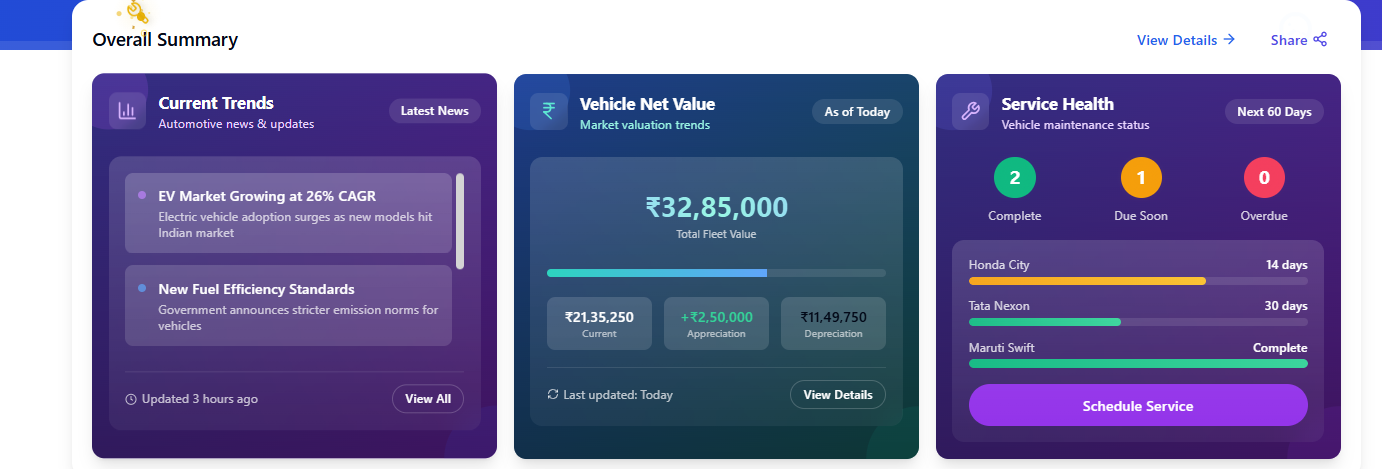 Overall Summary
View Details
Share
Current Trends
Automotive news & updates
Latest News
EV Market Growing at 26% CAGR
Electric vehicle adoption surges as new models hit
Indian market
New Fuel Efficiency Standards
Government announces stricter emission norms for
vehicles
Updated 3 hours ago
View All
₹
Vehicle Net Value
Market valuation trends
As of Today
₹32,85,000
Total Fleet Value
₹21,35,250
Current
+₹2,50,000
Appreciation
₹11,49,750
Depreciation
Last updated: Today
View Details
Service Health
Vehicle maintenance status
Next 60 Days
2
Complete
1
Due Soon
0
Overdue
Honda City
14 days
Tata Nexon
30 days
Maruti Swift
Complete
Schedule Service